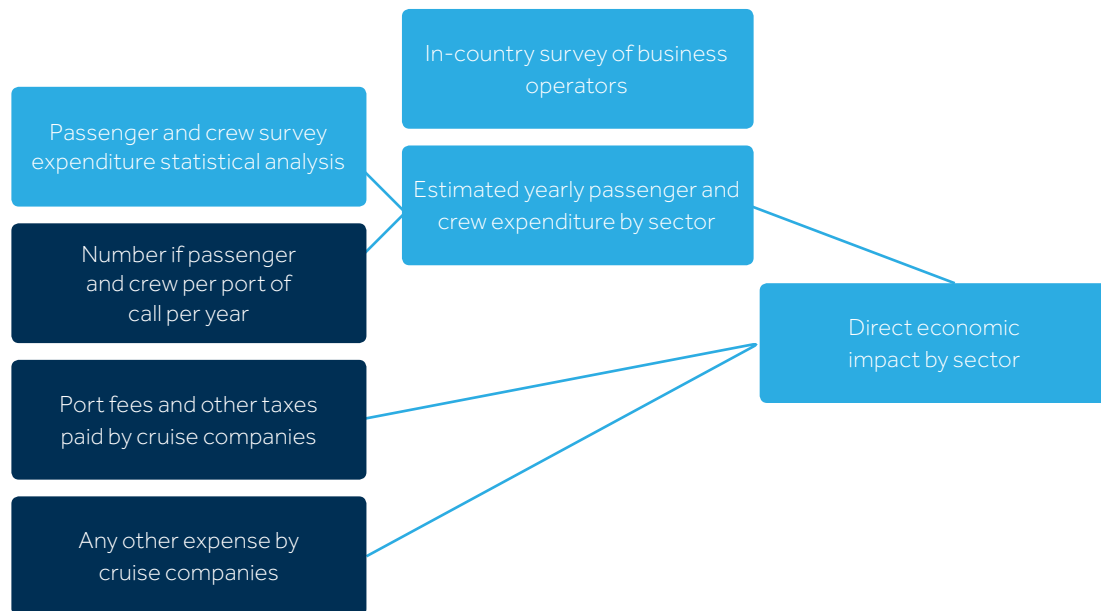 In-country survey of business
operators
Passenger and crew survey
expenditure statistical analysis
Estimated yearly passenger and
crew expenditure by sector
Number if passenger
and crew per port of
call per year
Direct economic
impact by sector
Port fees and other taxes
paid by cruise companies
Any other expense by
cruise companies